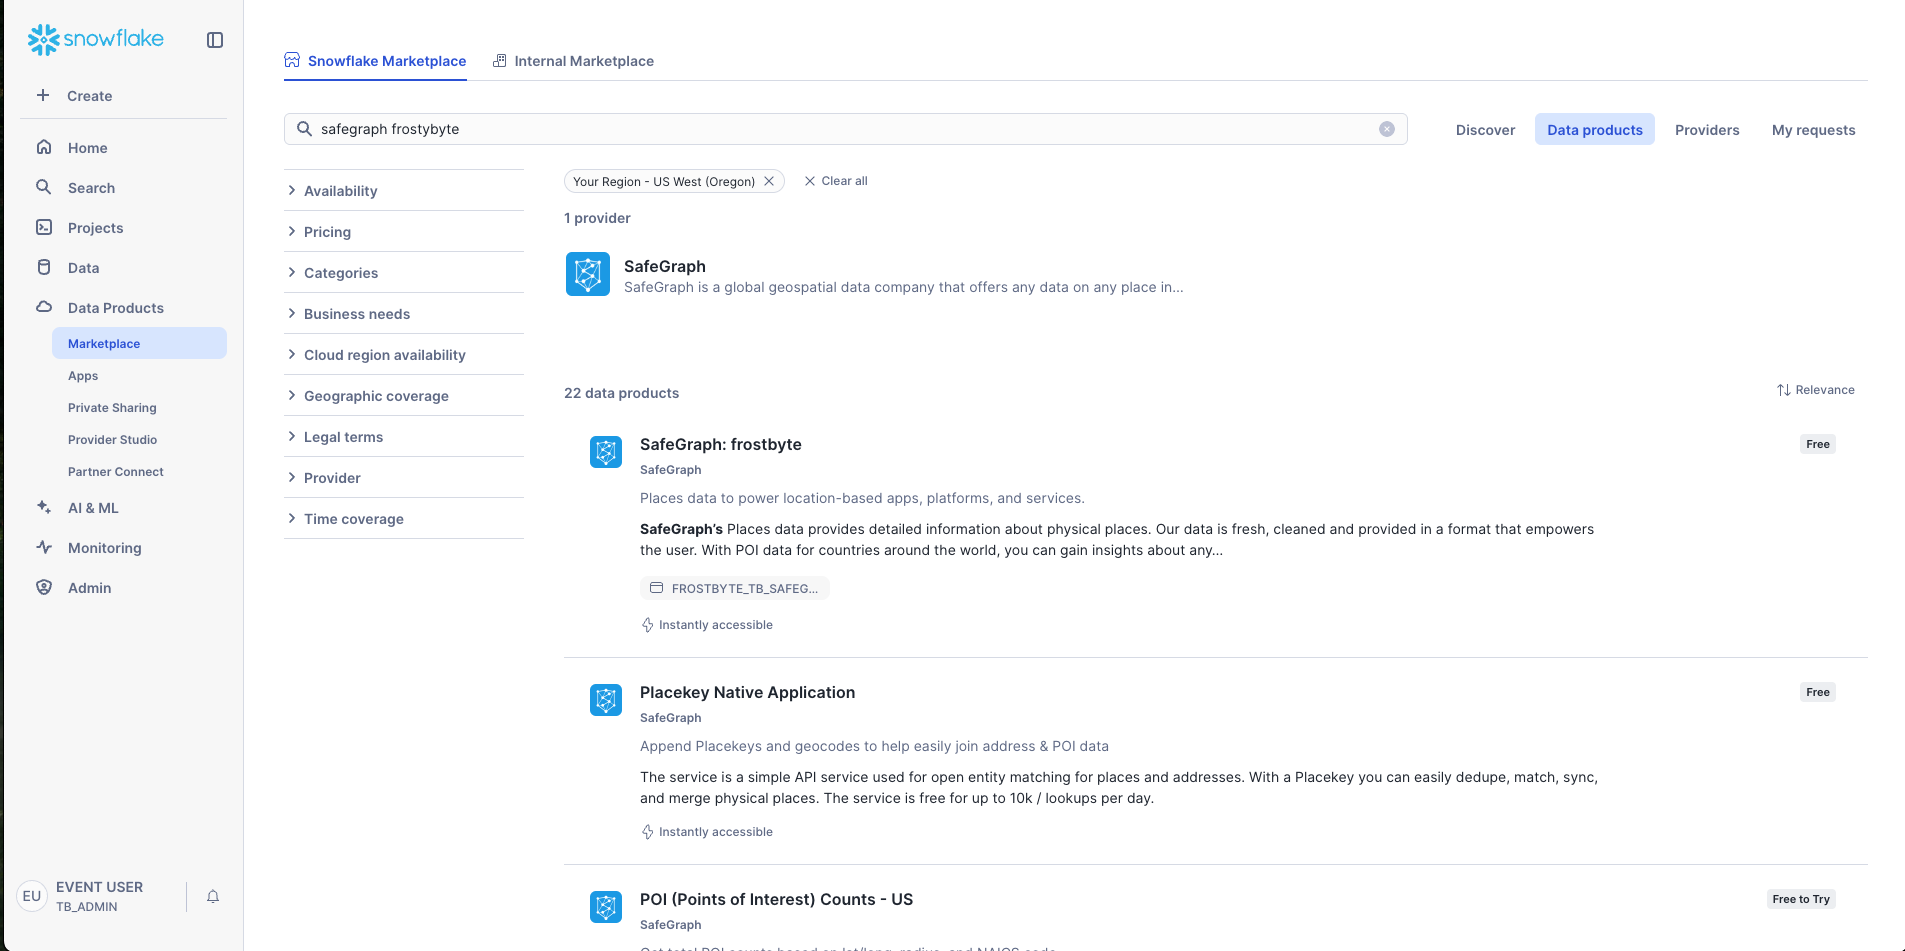 snowflake
Create
Home
Search
Projects
Data
Data Products
Marketplace
Apps
Private Sharing
Provider Studio
Partner Connect
AI & ML
Monitoring
Admin
EU
EVENT USER
TB_ADMIN
Snowflake Marketplace
Internal Marketplace
safegraph frostybyte
Discover
Data products
Providers
My requests
Availability
Pricing
Categories
Business needs
Cloud region availability
Geographic coverage
Legal terms
Provider
Time coverage
Your Region - US West (Oregon)
Clear all
1 provider
SafeGraph
SafeGraph is a global geospatial data company that offers any data on any place in...
22 data products
Relevance
SafeGraph: frostbyte
Free
SafeGraph
Places data to power location-based apps, platforms, and services.
SafeGraph’s Places data provides detailed information about physical places. Our data is fresh, cleaned and provided in a format that empowers
the user. With POI data for countries around the world, you can gain insights about any...
FROSTBYTE_TB_SAFEG...
Instantly accessible
Placekey Native Application
Free
SafeGraph
Append Placekeys and geocodes to help easily join address & POI data
The service is a simple API service used for open entity matching for places and addresses. With a Placekey you can easily dedupe, match, sync,
and merge physical places. The service is free for up to 10k / lookups per day.
Instantly accessible
POI (Points of Interest) Counts - US
Free to Try
SafeGraph